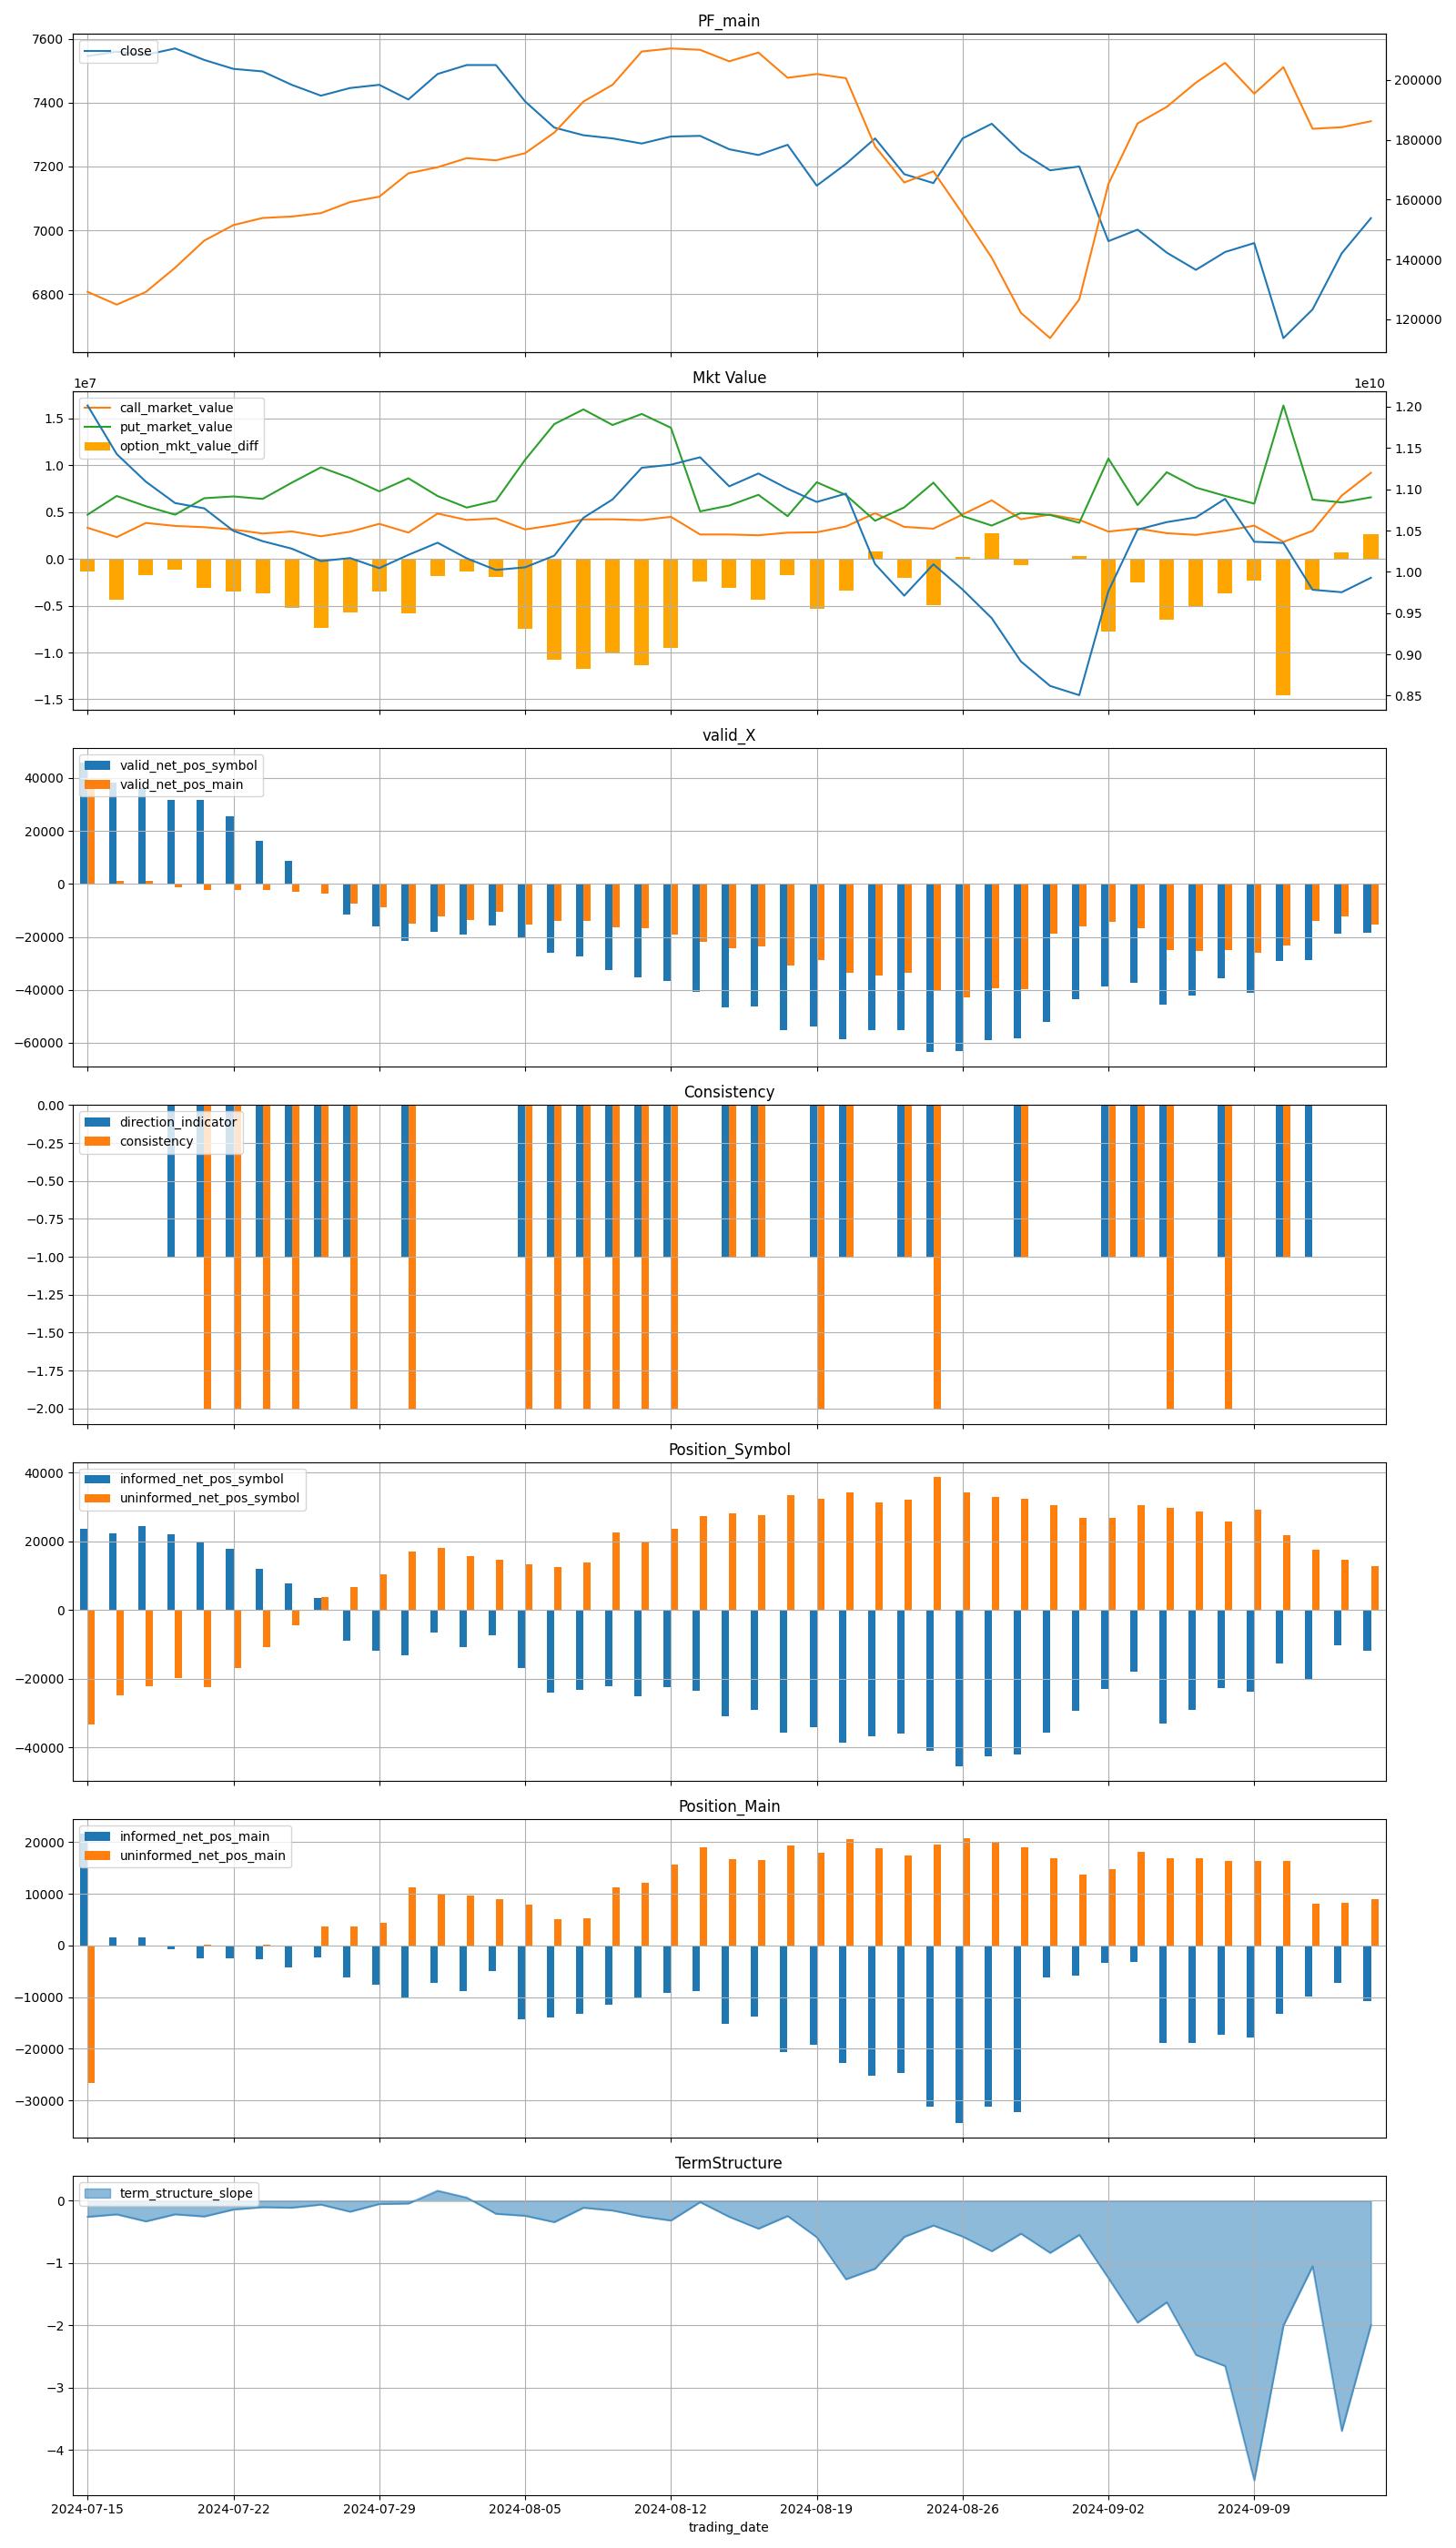 PF_main
close
7600
7400
7200
7000
6800
200000
180000
160000
140000
120000
Mkt Value
1e7
1e10
call_market_value
put_market_value
option_mkt_value_diff
1.5
1.0
0.5
0.0
−0.5
−1.0
−1.5
1.20
1.15
1.10
1.05
1.00
0.95
0.90
0.85
valid_X
valid_net_pos_symbol
valid_net_pos_main
40000
20000
0
−20000
−40000
−60000
Consistency
direction_indicator
consistency
0.00
−0.25
−0.50
−0.75
−1.00
−1.25
−1.50
−1.75
−2.00
Position_Symbol
informed_net_pos_symbol
uninformed_net_pos_symbol
40000
20000
0
−20000
−40000
Position_Main
informed_net_pos_main
uninformed_net_pos_main
20000
10000
0
−10000
−20000
−30000
TermStructure
term_structure_slope
0
−1
−2
−3
−4
2024-07-15 2024-07-22 2024-07-29 2024-08-05 2024-08-12 2024-08-19 2024-08-26 2024-09-02 2024-09-09
trading_date